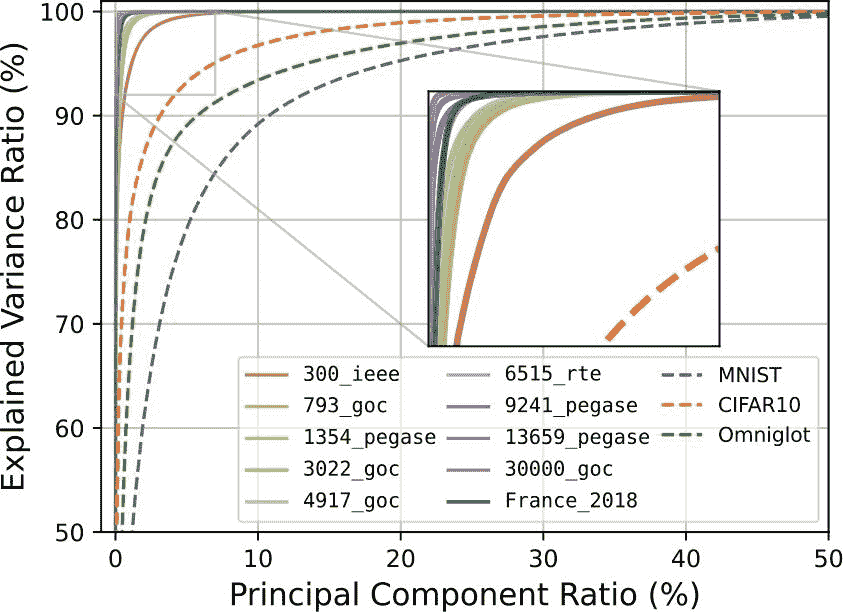 Explained Variance Ratio (%)
100
90
80
70
60
50
300_ieee
793_goc
1354_pegase
3022_goc
4917_goc
6515_rte
9241_pegase
13659_pegase
30000_goc
France_2018
MNIST
CIFAR10
Omniglot
0 10 20 30 40 50
Principal Component Ratio (%)